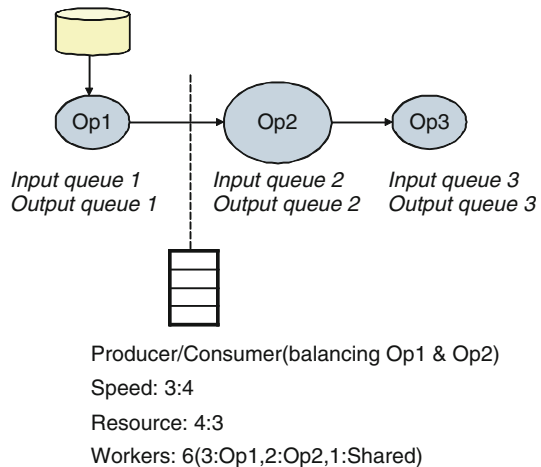 Op1
Op2
Op3
Input queue 1
Output queue 1
Input queue 2
Output queue 2
Input queue 3
Output queue 3
Producer/Consumer(balancing Op1 & Op2)
Speed: 3:4
Resource: 4:3
Workers: 6(3:Op1,2:Op2,1:Shared)